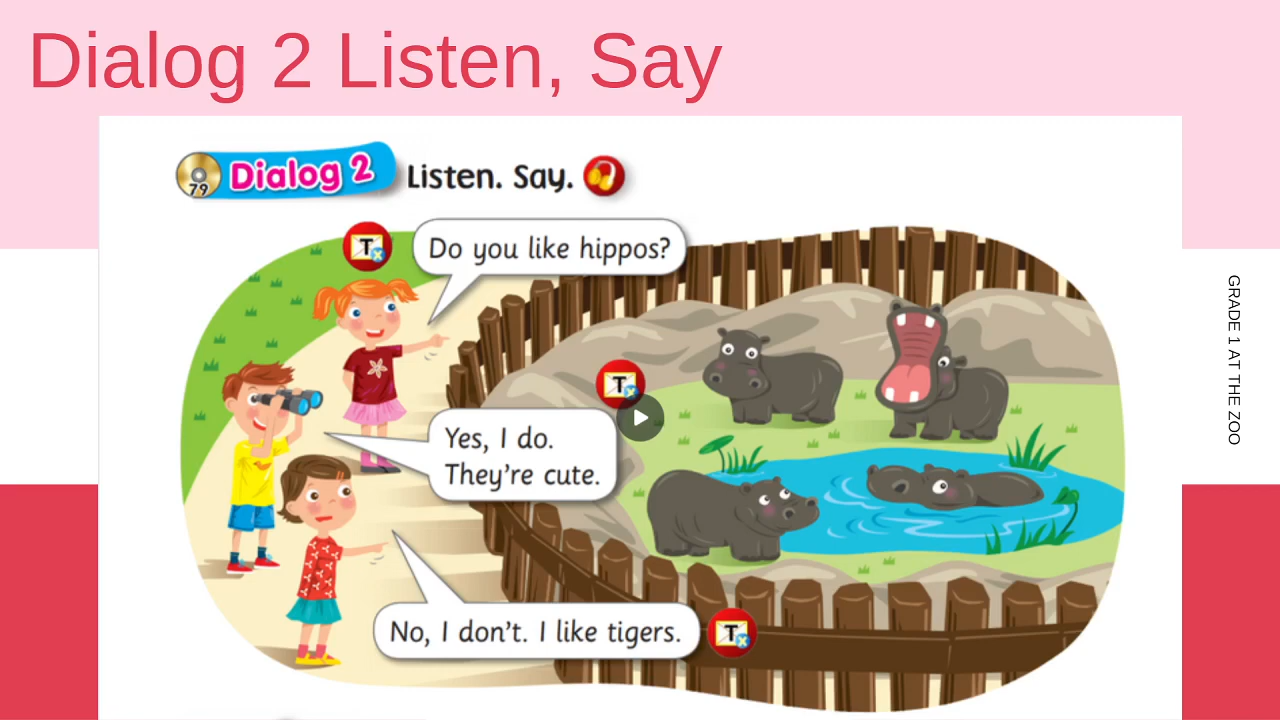 Dialog 2 Listen, Say
79 Dialog 2 Listen. Say.
T Do you like hippos?
T
Yes, I do.
They're cute.
No, I don't. I like tigers. T
GRADE 1 AT THE ZOO